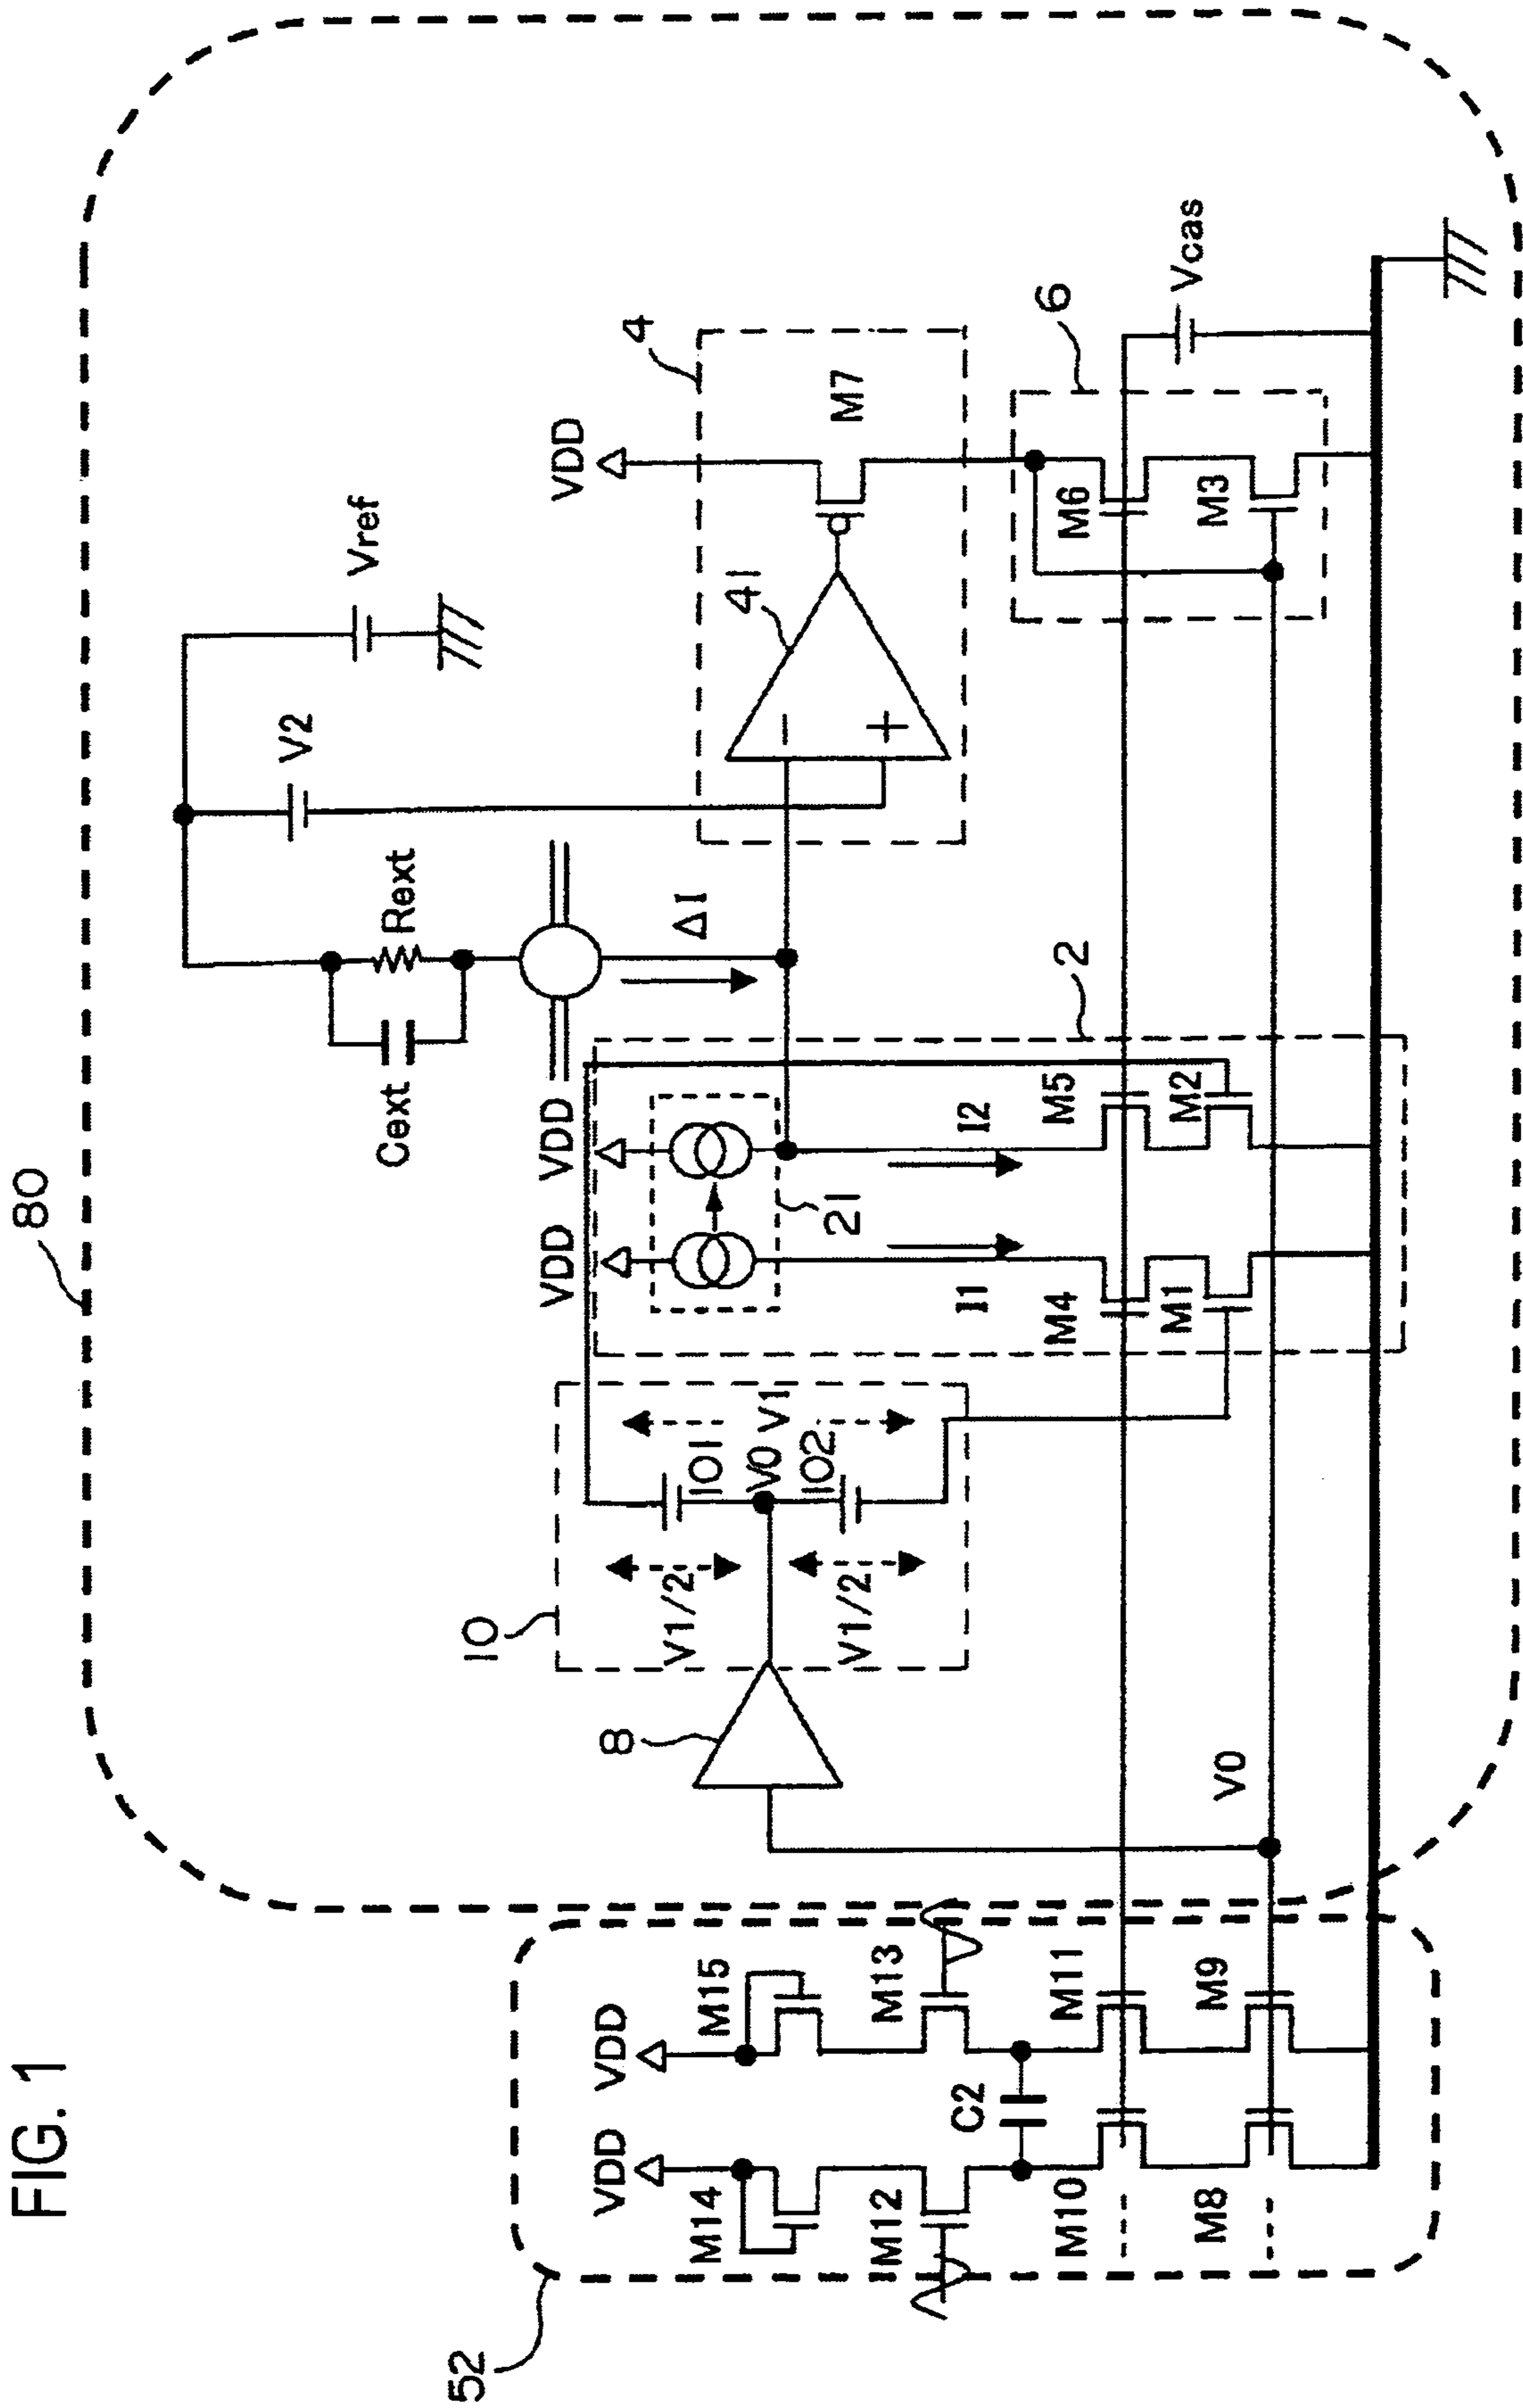 FIG. 1
80
52
VDD
VDD
M14
M15
M12
M13
C2
M10
M11
M8
M9
8
V0
10
V1/2
V1/2
101
V0
102
V1
VDD
VDD
21
I1
I2
M4
M5
M1
M2
2
Cext
Rext
ΔI
V2
Vref
4
41
−
+
VDD
M7
6
M6
M3
Vcas